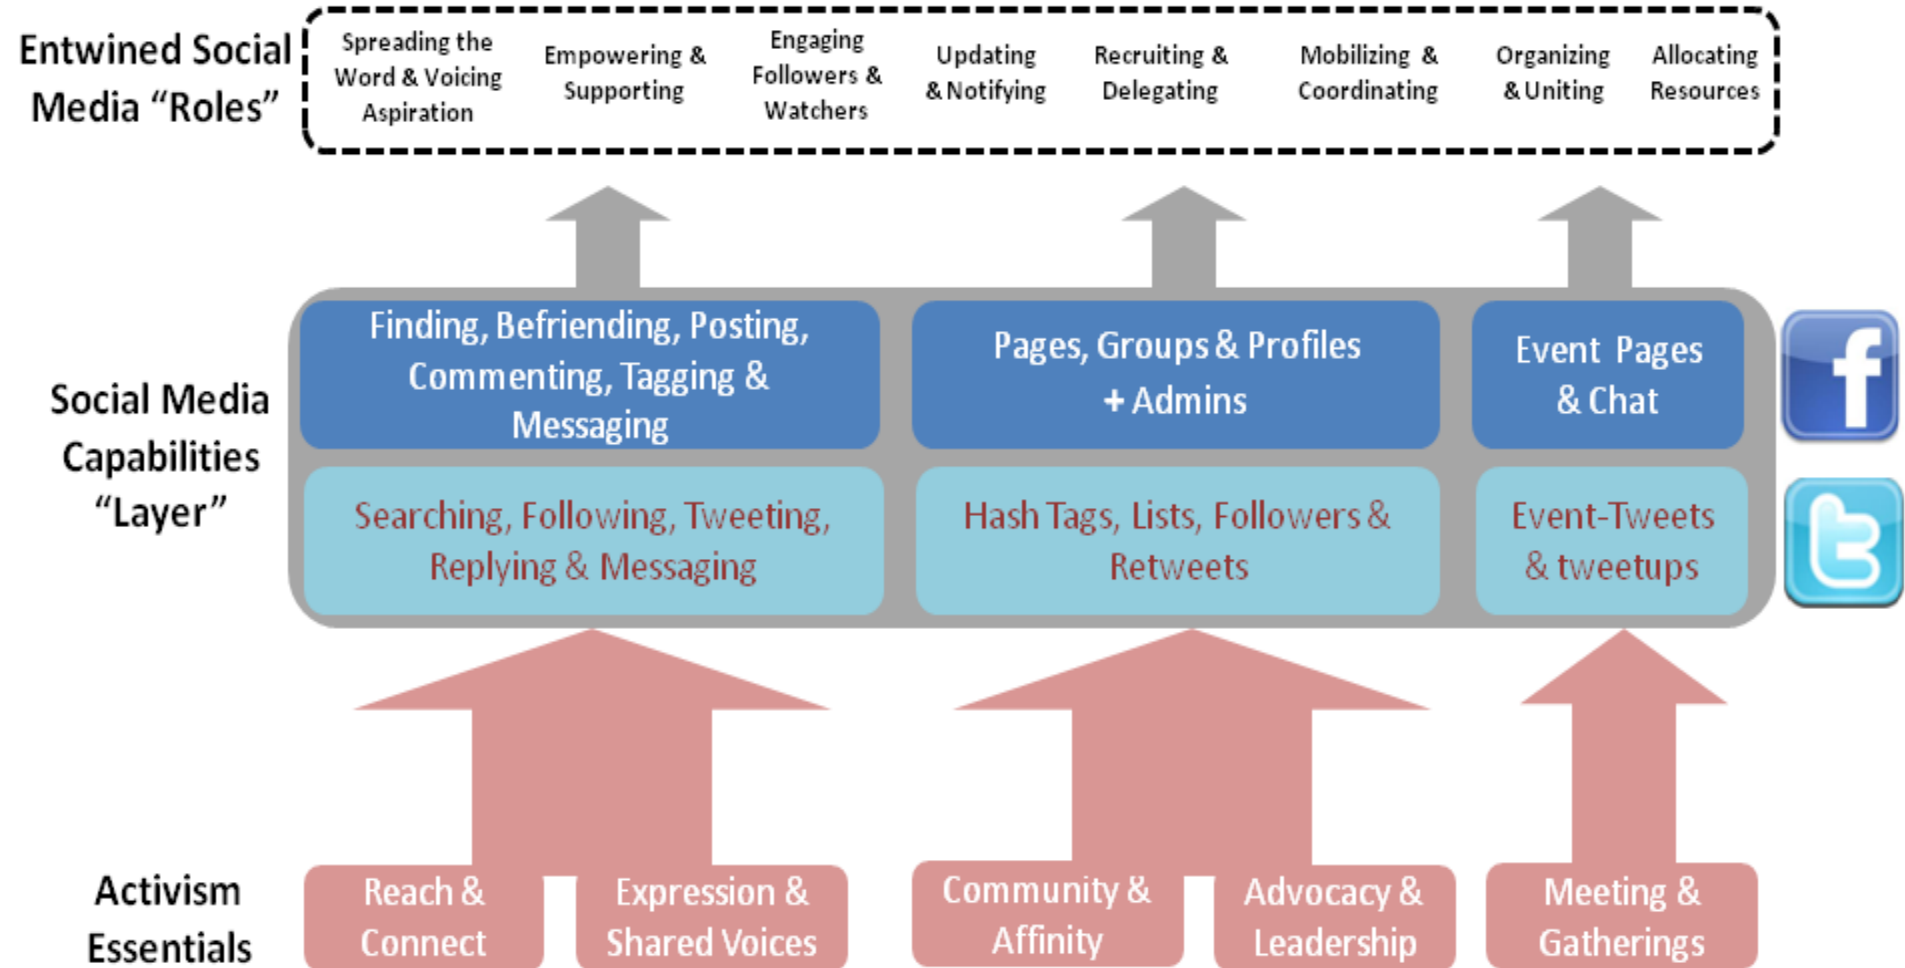 Entwined Social
Media “Roles”
Spreading the
Word & Voicing
Aspiration
Empowering &
Supporting
Engaging
Followers &
Watchers
Updating
& Notifying
Recruiting &
Delegating
Mobilizing &
Coordinating
Organizing
& Uniting
Allocating
Resources
Social Media
Capabilities
“Layer”
Finding, Befriending, Posting,
Commenting, Tagging &
Messaging
Pages, Groups & Profiles
+ Admins
Event Pages
& Chat
f
Searching, Following, Tweeting,
Replying & Messaging
Hash Tags, Lists, Followers &
Retweets
Event-Tweets
& tweetups
t
Activism
Essentials
Reach &
Connect
Expression &
Shared Voices
Community &
Affinity
Advocacy &
Leadership
Meeting &
Gatherings